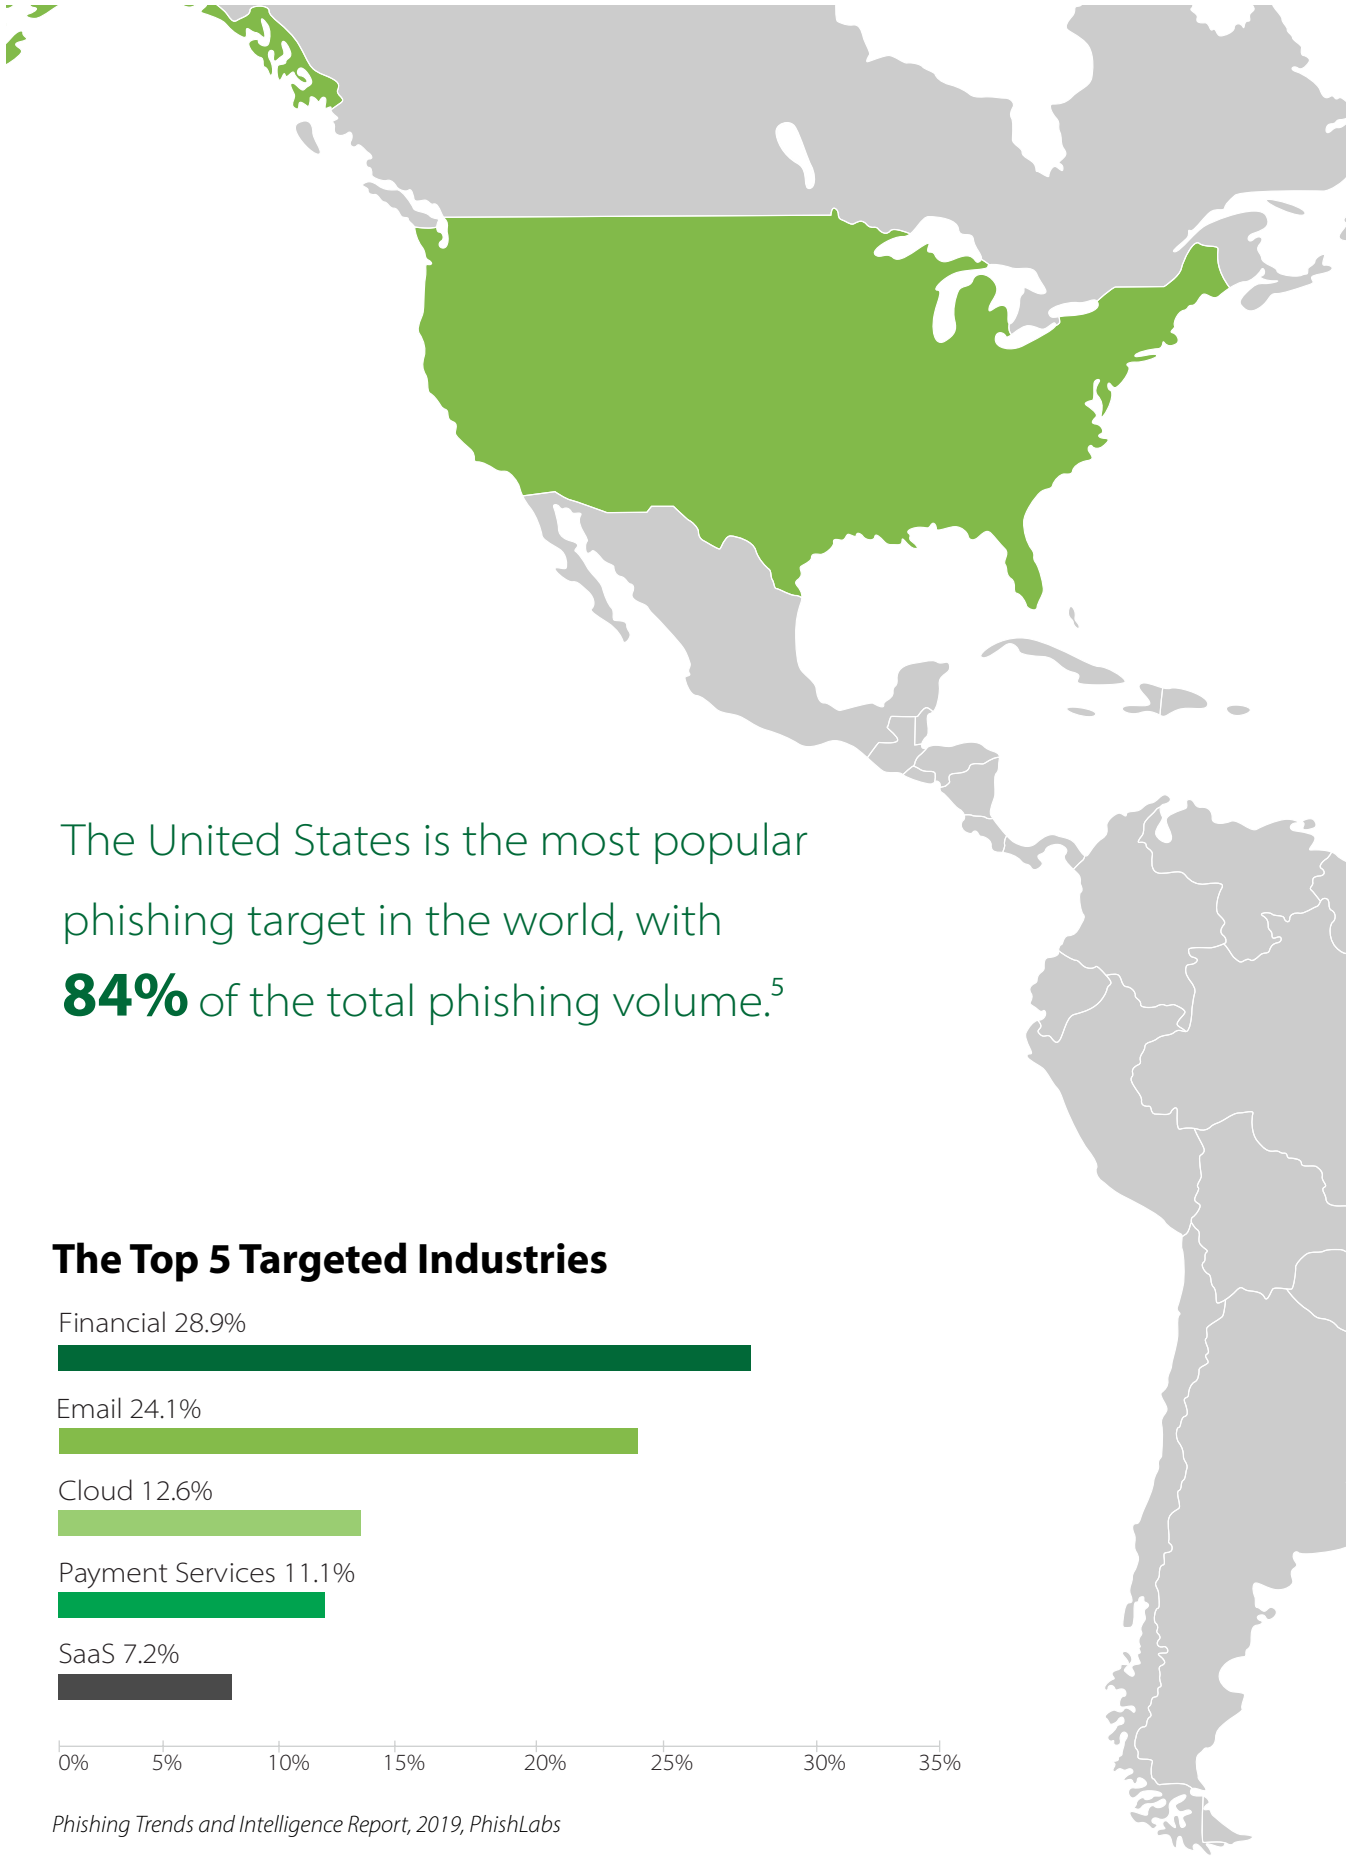 The United States is the most popular
phishing target in the world, with
84% of the total phishing volume.5
The Top 5 Targeted Industries
Financial 28.9%
Email 24.1%
Cloud 12.6%
Payment Services 11.1%
SaaS 7.2%
0% 5% 10% 15% 20% 25% 30% 35%
Phishing Trends and Intelligence Report, 2019, PhishLabs